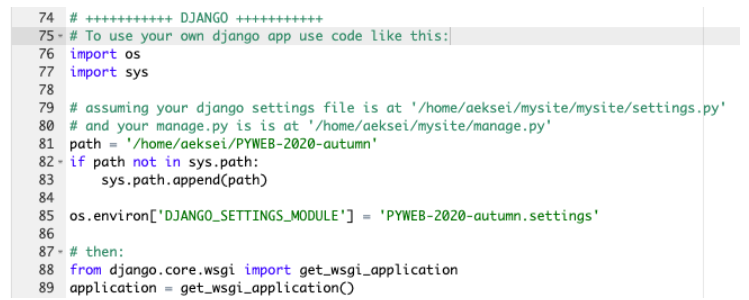 74 # +++++++++++ DJANGO +++++++++++
75 # To use your own django app use code like this:
76 import os
77 import sys
78
79 # assuming your django settings file is at '/home/aeksei/mysite/mysite/settings.py'
80 # and your manage.py is is at '/home/aeksei/mysite/manage.py'
81 path = '/home/aeksei/PYWEB-2020-autumn'
82 if path not in sys.path:
83     sys.path.append(path)
84
85 os.environ['DJANGO_SETTINGS_MODULE'] = 'PYWEB-2020-autumn.settings'
86
87 # then:
88 from django.core.wsgi import get_wsgi_application
89 application = get_wsgi_application()